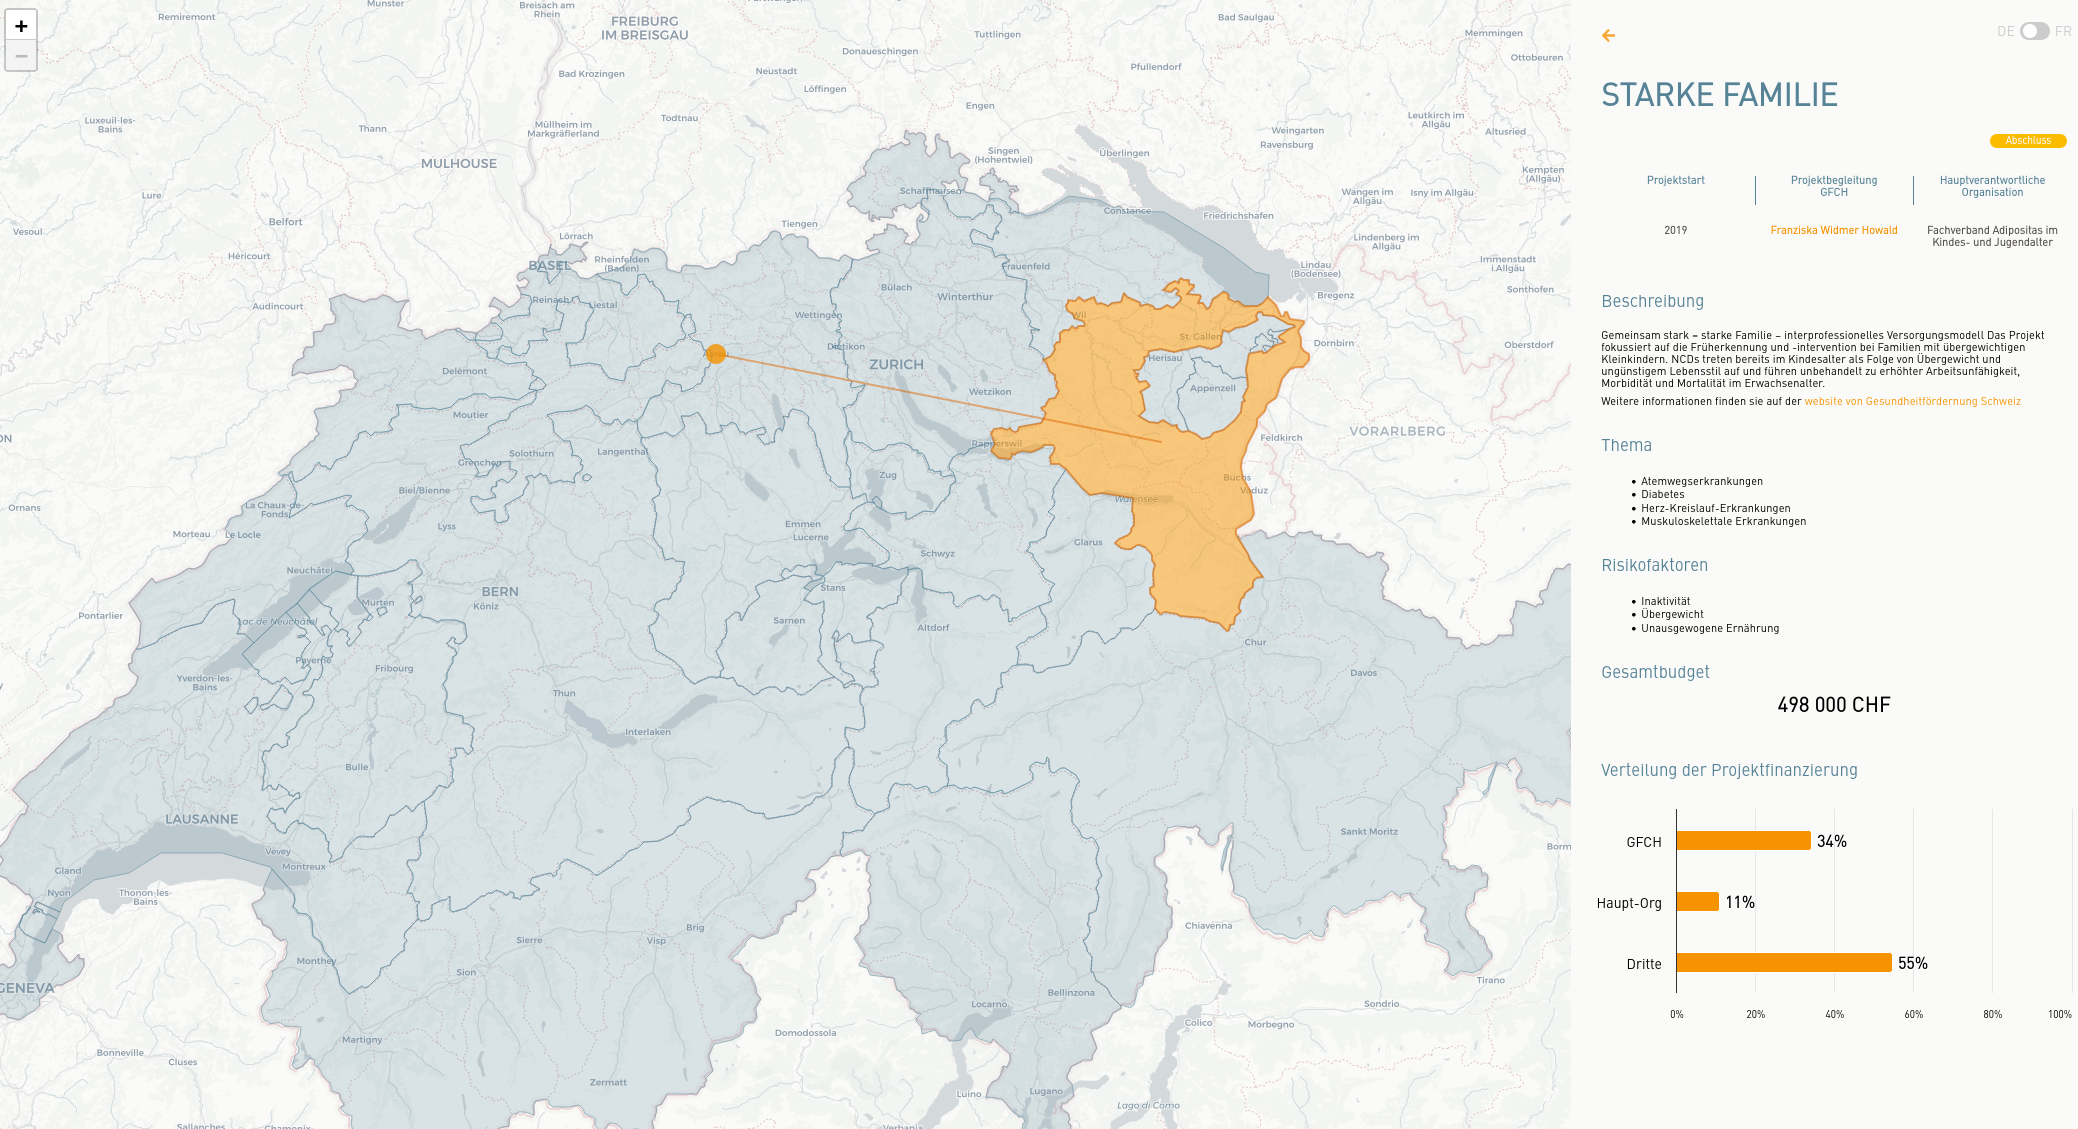 +
−
Remiremont
Munster
Breisach am
Rhein
FREIBURG
IM BREISGAU
Tuttlingen
Bad Saulgau
Memmingen
Donaueschingen
Ottobeuren
Bad Krozingen
Neustadt
Pfullendorf
Löffingen
Engen
Luxeuil-les-
Bains
Thann
Müllheim im
Markgräflerland
Todtnau
Weingarten
Ravensburg
Leutkirch im
Allgäu
Altusried
MULHOUSE
Singen
(Hohentwiel)
Überlingen
Kempten
(Allgäu)
Lure
Schaffhausen
Wangen im
Allgäu
Isny im Allgäu
Belfort
Tiengen
Constance
Friedrichshafen
Vesoul
Lörrach
Lindenberg im
Allgäu
Héricourt
BASEL
Rheinfelden
(Baden)
Frauenfeld
Lindau
(Bodensee)
Immenstadt
i.Allgäu
Sonthofen
Audincourt
Reinach
Liestal
Bülach
Winterthur
Bregenz
Wettingen
Wil
St. Gallen
Dietikon
ZURICH
Herisau
Dornbirn
Oberstdorf
Delémont
Wetzikon
Appenzell
Moutier
Rapperswil
Feldkirch
VORARLBERG
Grenchen
Solothurn
Langenthal
Zug
Buchs
Vaduz
Biel/Bienne
Walensee
Ornans
La Chaux-de-
Fonds
Morteau
Le Locle
Lyss
Emmen
Lucerne
Glarus
Schwyz
Neuchâtel
Stans
BERN
Köniz
Murten
Pontarlier
Lac de Neuchâtel
Sarnen
Altdorf
Chur
Payerne
Fribourg
Yverdon-les-
Bains
Thun
Davos
Interlaken
Bulle
LAUSANNE
Sankt Moritz
Vevey
Montreux
Gland
Nyon
Thonon-les-
Bains
Chiavenna
Brig
Sierre
Visp
Monthey
Sion
Tirano
GENEVA
Bellinzona
Locarno
Sondrio
Domodossola
Colico
Morbegno
Martigny
Bonneville
Cluses
Zermatt
Luino
Lugano
Lago di Como
Sallanches
Chamonix
Verbania
DE
FR
STARKE FAMILIE
Abschluss
Projektstart
Projektbegleitung
GFCH
Hauptverantwortliche
Organisation
2019
Franziska Widmer Howald
Fachverband Adipositas im
Kindes- und Jugendalter
Beschreibung
Gemeinsam stark – starke Familie – interprofessionelles Versorgungsmodell Das Projekt
fokussiert auf die Früherkennung und -intervention bei Familien mit übergewichtigen
Kleinkindern. NCDs treten bereits im Kindesalter als Folge von Übergewicht und
ungünstigem Lebensstil auf und führen unbehandelt zu erhöhter Arbeitsunfähigkeit,
Morbidität und Mortalität im Erwachsenalter.
Weitere informationen finden sie auf der website von Gesundheitfördernung Schweiz
Thema
• Atemwegserkrankungen
• Diabetes
• Herz-Kreislauf-Erkrankungen
• Muskuloskelettale Erkrankungen
Risikofaktoren
• Inaktivität
• Übergewicht
• Unausgewogene Ernährung
Gesamtbudget
498 000 CHF
Verteilung der Projektfinanzierung
GFCH
34%
Haupt-Org
11%
Dritte
55%
0%
20%
40%
60%
80%
100%